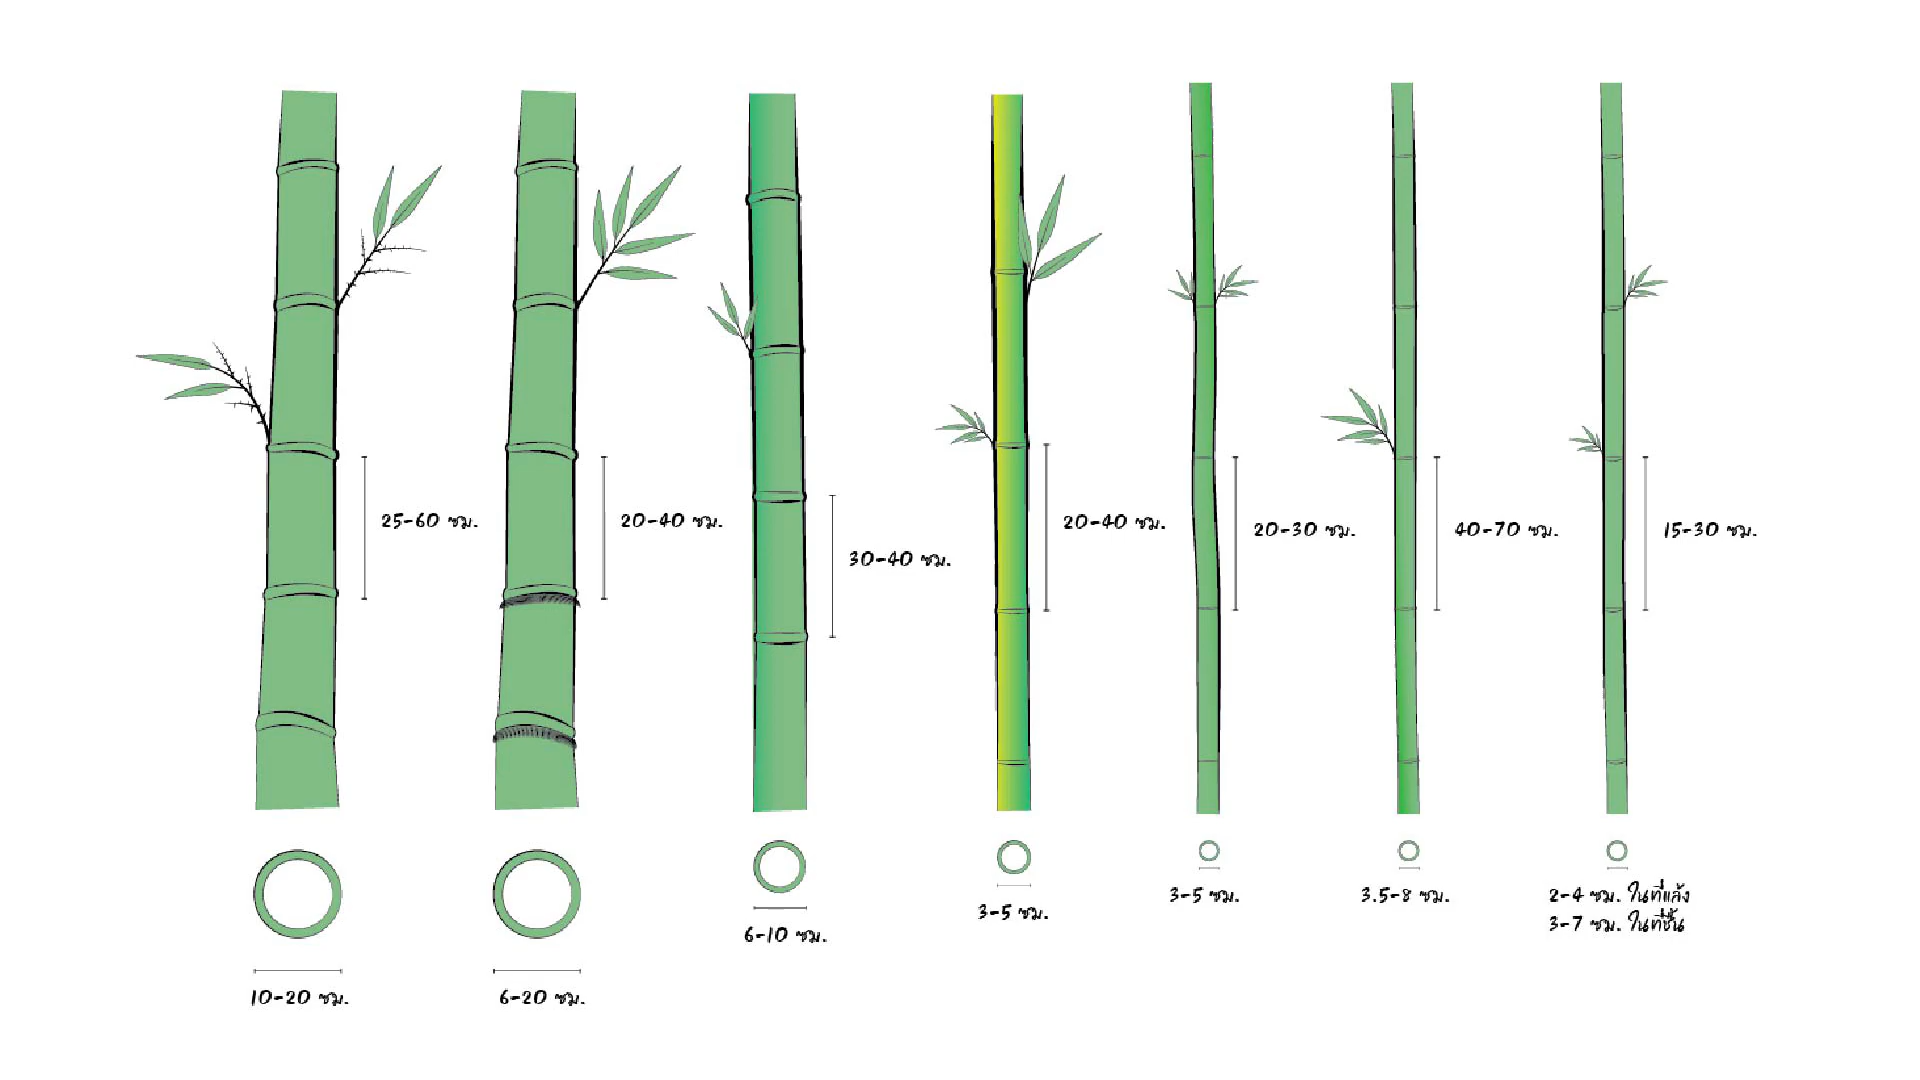 25-60 ซม.
20-40 ซม.
30-40 ซม.
20-40 ซม.
20-30 ซม.
40-70 ซม.
15-30 ซม.
10-20 ซม.
6-20 ซม.
6-10 ซม.
3-5 ซม.
3-5 ซม.
3.5-8 ซม.
2-4 ซม. ในที่แล้ง
3-7 ซม. ในที่ชื้น